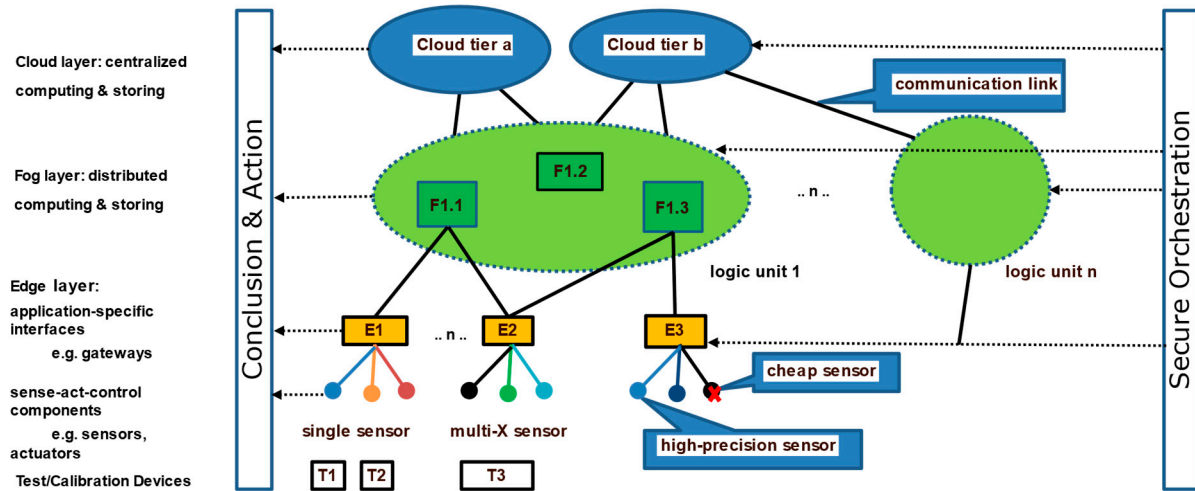 Cloud layer: centralized
computing & storing
Fog layer: distributed
computing & storing
Edge layer:
application-specific
interfaces
e.g. gateways
sense-act-control
components
e.g. sensors,
actuators
Test/Calibration Devices
Conclusion & Action
Cloud tier a
Cloud tier b
communication link
F1.2
F1.1
F1.3
.. n ..
logic unit 1
logic unit n
E1
.. n ..
E2
E3
cheap sensor
single sensor
multi-X sensor
high-precision sensor
T1
T2
T3
Secure Orchestration